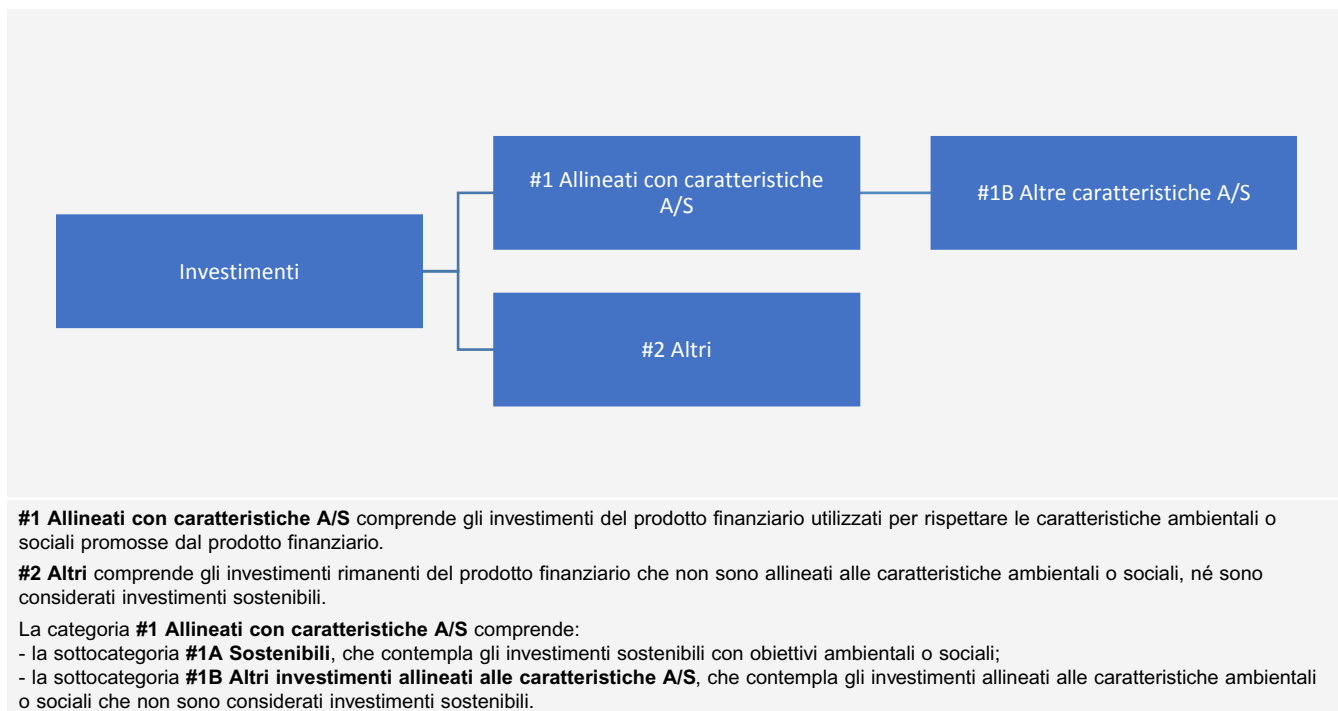 #1 Allineati con caratteristiche
A/S
#1B Altre caratteristiche A/S
Investimenti
#2 Altri
#1 Allineati con caratteristiche A/S comprende gli investimenti del prodotto finanziario utilizzati per rispettare le caratteristiche ambientali o
sociali promosse dal prodotto finanziario.
#2 Altri comprende gli investimenti rimanenti del prodotto finanziario che non sono allineati alle caratteristiche ambientali o sociali, né sono
considerati investimenti sostenibili.
La categoria #1 Allineati con caratteristiche A/S comprende:
- la sottocategoria #1A Sostenibili, che contempla gli investimenti sostenibili con obiettivi ambientali o sociali;
- la sottocategoria #1B Altri investimenti allineati alle caratteristiche A/S, che contempla gli investimenti allineati alle caratteristiche ambientali
o sociali che non sono considerati investimenti sostenibili.